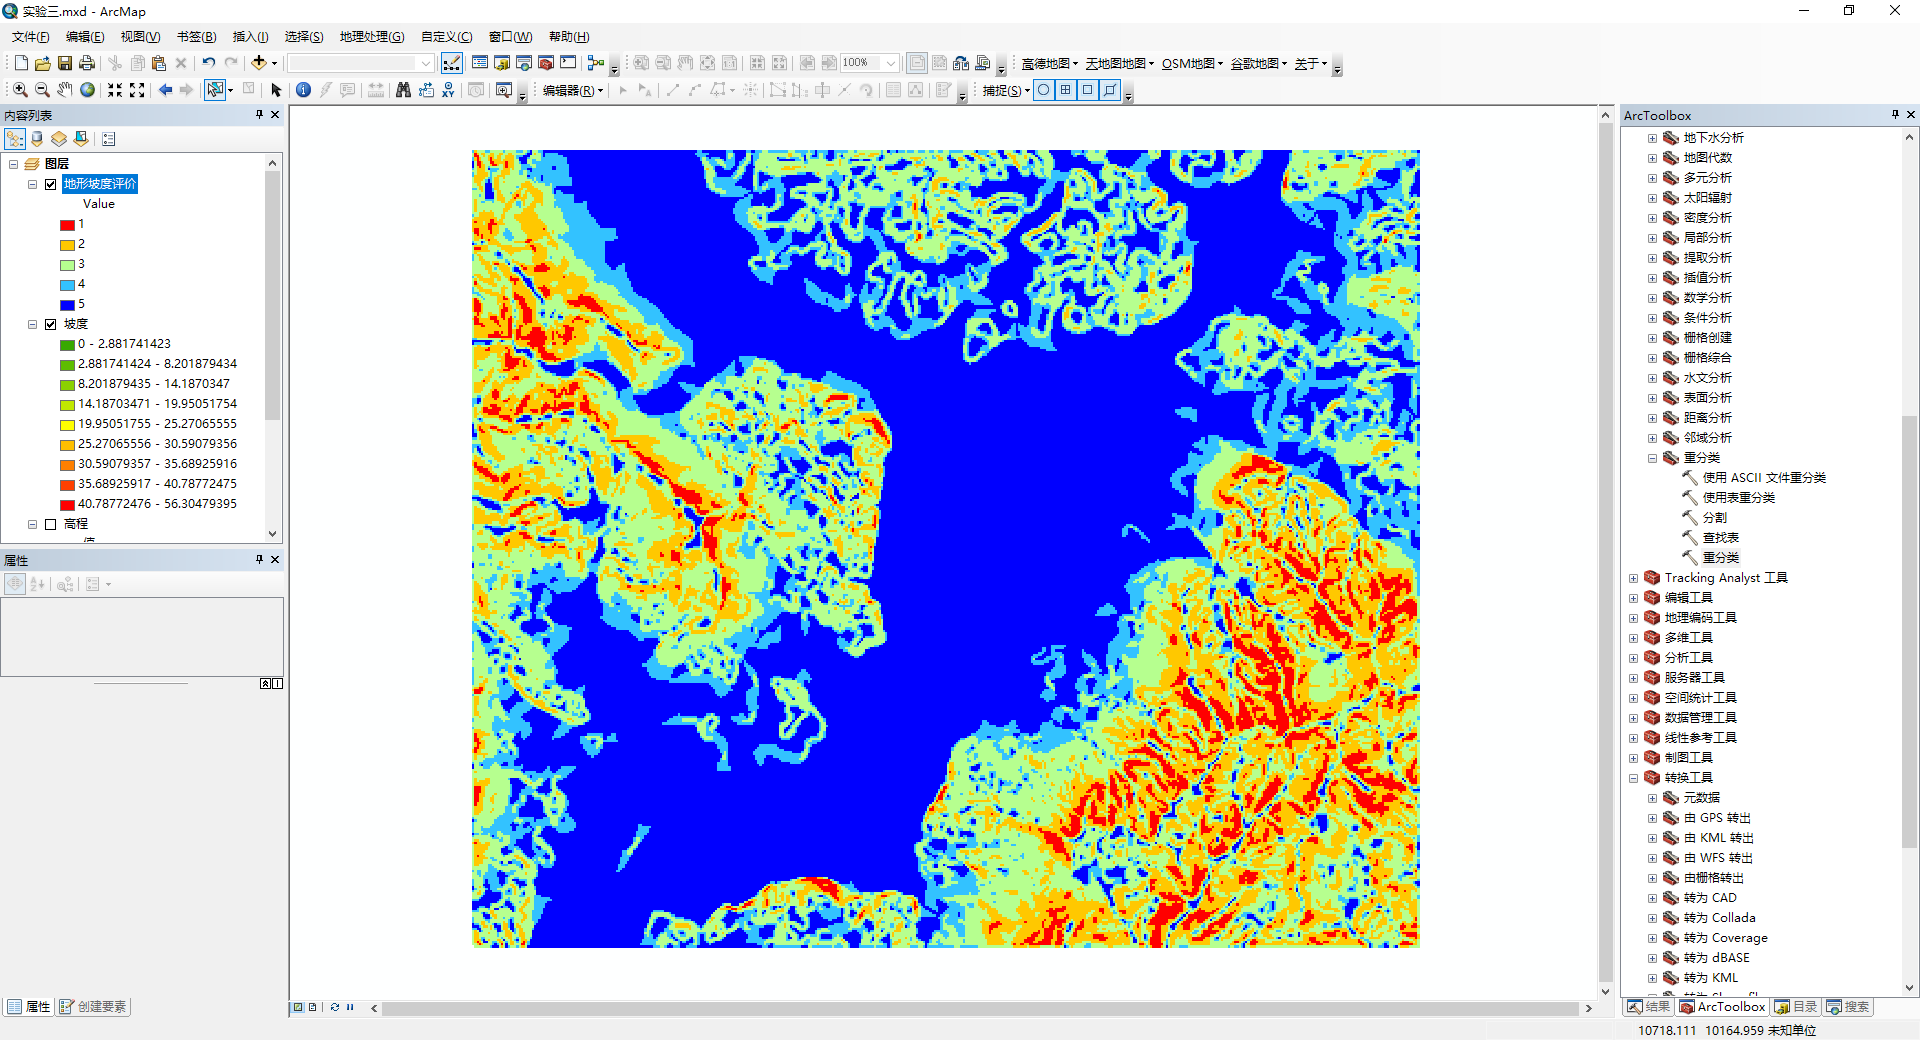 实验三.mxd - ArcMap
文件(F) 编辑(E) 视图(V) 书签(B) 插入(I) 选择(S) 地理处理(G) 自定义(C) 窗口(W) 帮助(H)
100%
高德地图 天地图地图 OSM地图 谷歌地图 关于
编辑器(R) 捕捉(S)
内容列表
图层
地形坡度评价
Value
1
2
3
4
5
坡度
0 - 2.881741423
2.881741424 - 8.201879434
8.201879435 - 14.1870347
14.18703471 - 19.95051754
19.95051755 - 25.27065555
25.27065556 - 30.59079356
30.59079357 - 35.68925916
35.68925917 - 40.78772475
40.78772476 - 56.30479395
高程
属性
属性 创建要素
ArcToolbox
地下水分析
地图代数
多元分析
太阳辐射
密度分析
局部分析
提取分析
插值分析
数学分析
条件分析
栅格创建
栅格综合
水文分析
表面分析
距离分析
邻域分析
重分类
使用 ASCII 文件重分类
使用表重分类
分割
查找表
重分类
Tracking Analyst 工具
编辑工具
地理编码工具
多维工具
分析工具
服务器工具
空间统计工具
数据管理工具
线性参考工具
制图工具
转换工具
元数据
由 GPS 转出
由 KML 转出
由 WFS 转出
由栅格转出
转为 CAD
转为 Collada
转为 Coverage
转为 dBASE
转为 KML
结果 ArcToolbox 目录 搜索
10718.111 10164.959 未知单位